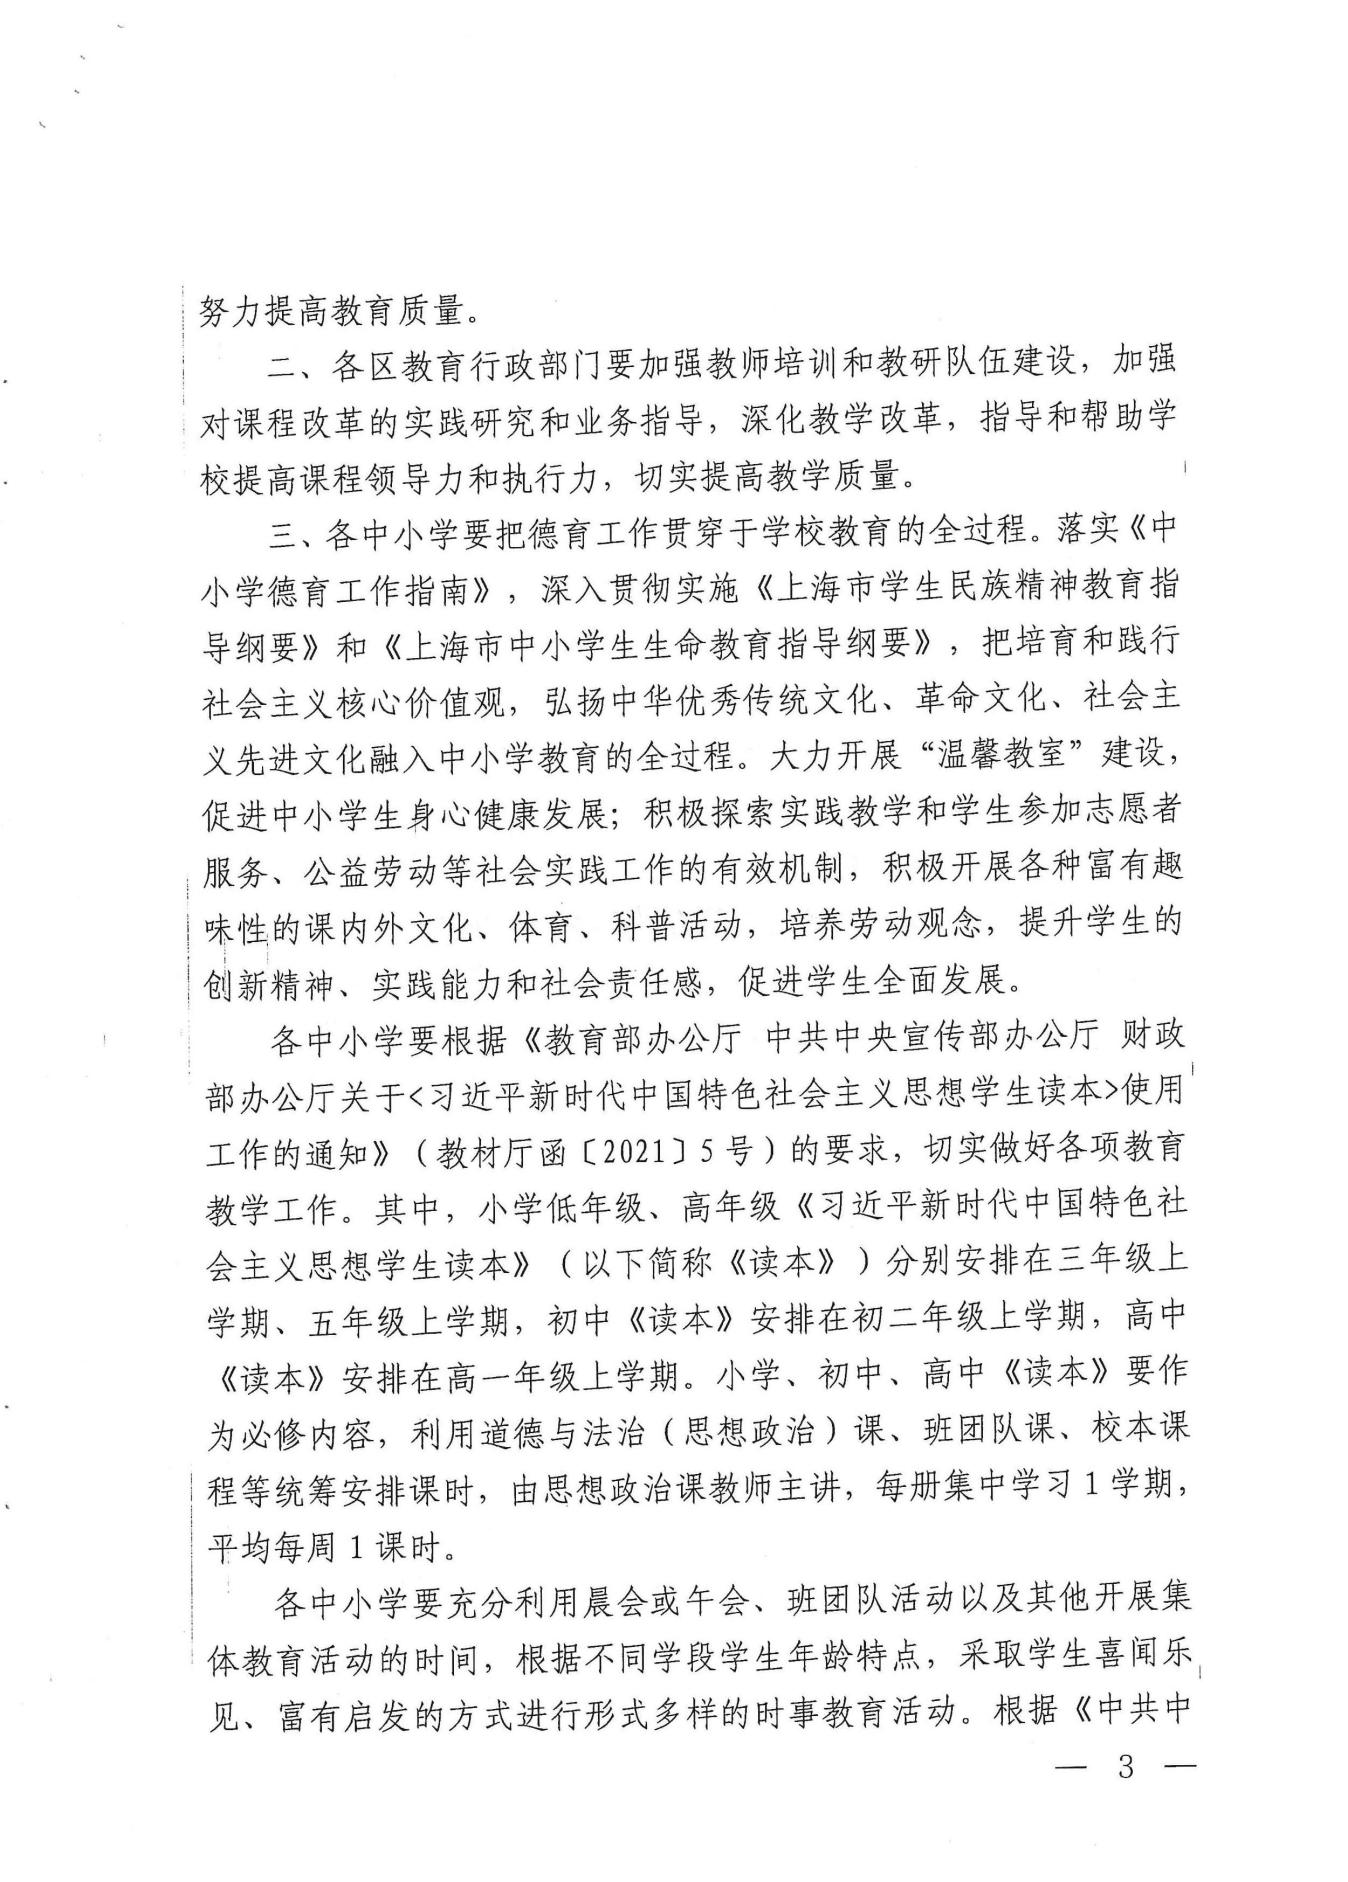 努力提高教育质量。
二、各区教育行政部门要加强教师培训和教研队伍建设，加强
对课程改革的实践研究和业务指导，深化教学改革，指导和帮助学
校提高课程领导力和执行力，切实提高教学质量。
三、各中小学要把德育工作贯穿于学校教育的全过程。落实《中
小学德育工作指南》，深入贯彻实施《上海市学生民族精神教育指
导纲要》和《上海市中小学生生命教育指导纲要》，把培育和践行
社会主义核心价值观，弘扬中华优秀传统文化、革命文化、社会主
义先进文化融入中小学教育的全过程。大力开展“温馨教室”建设，
促进中小学生身心健康发展；积极探索实践教学和学生参加志愿者
服务、公益劳动等社会实践工作的有效机制，积极开展各种富有趣
味性的课内外文化、体育、科普活动，培养劳动观念，提升学生的
创新精神、实践能力和社会责任感，促进学生全面发展。
各中小学要根据《教育部办公厅 中共中央宣传部办公厅 财政
部办公厅关于<习近平新时代中国特色社会主义思想学生读本>使用
工作的通知》（教材厅函〔2021〕5号）的要求，切实做好各项教育
教学工作。其中，小学低年级、高年级《习近平新时代中国特色社
会主义思想学生读本》（以下简称《读本》）分别安排在三年级上
学期、五年级上学期，初中《读本》安排在初二年级上学期，高中
《读本》安排在高一年级上学期。小学、初中、高中《读本》要作
为必修内容，利用道德与法治（思想政治）课、班团队课、校本课
程等统筹安排课时，由思想政治课教师主讲，每册集中学习1学期，
平均每周1课时。
各中小学要充分利用晨会或午会、班团队活动以及其他开展集
体教育活动的时间，根据不同学段学生年龄特点，采取学生喜闻乐
见、富有启发的方式进行形式多样的时事教育活动。根据《中共中
— 3 —